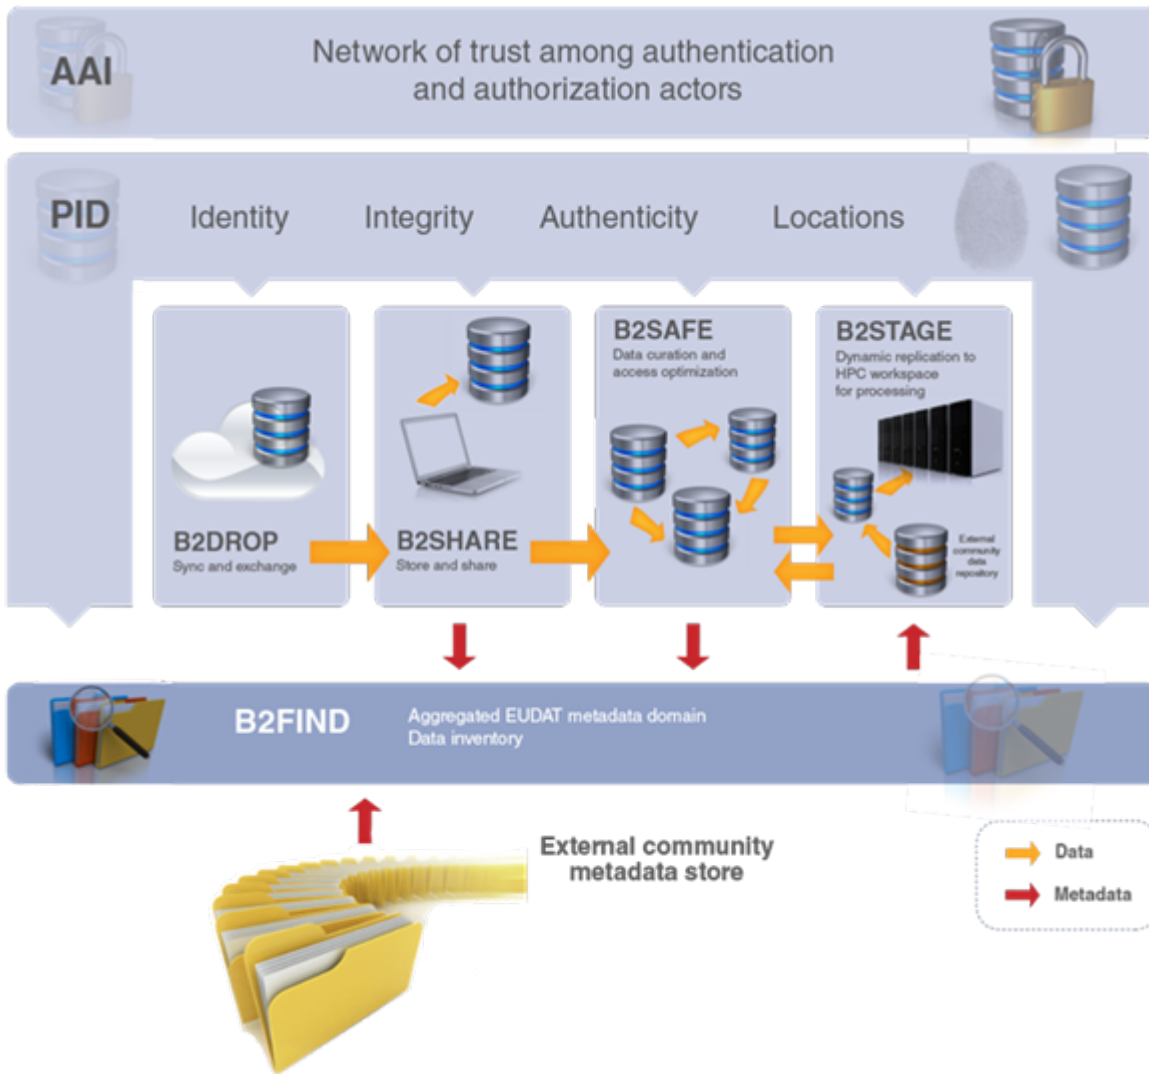 AAI
Network of trust among authentication
and authorization actors
PID
Identity
Integrity
Authenticity
Locations
B2DROP
Sync and exchange
B2SHARE
Store and share
B2SAFE
Data curation and
access optimization
B2STAGE
Dynamic replication to
HPC workspace
for processing
External
community
data
repository
B2FIND
Aggregated EUDAT metadata domain
Data inventory
External community
metadata store
Data
Metadata